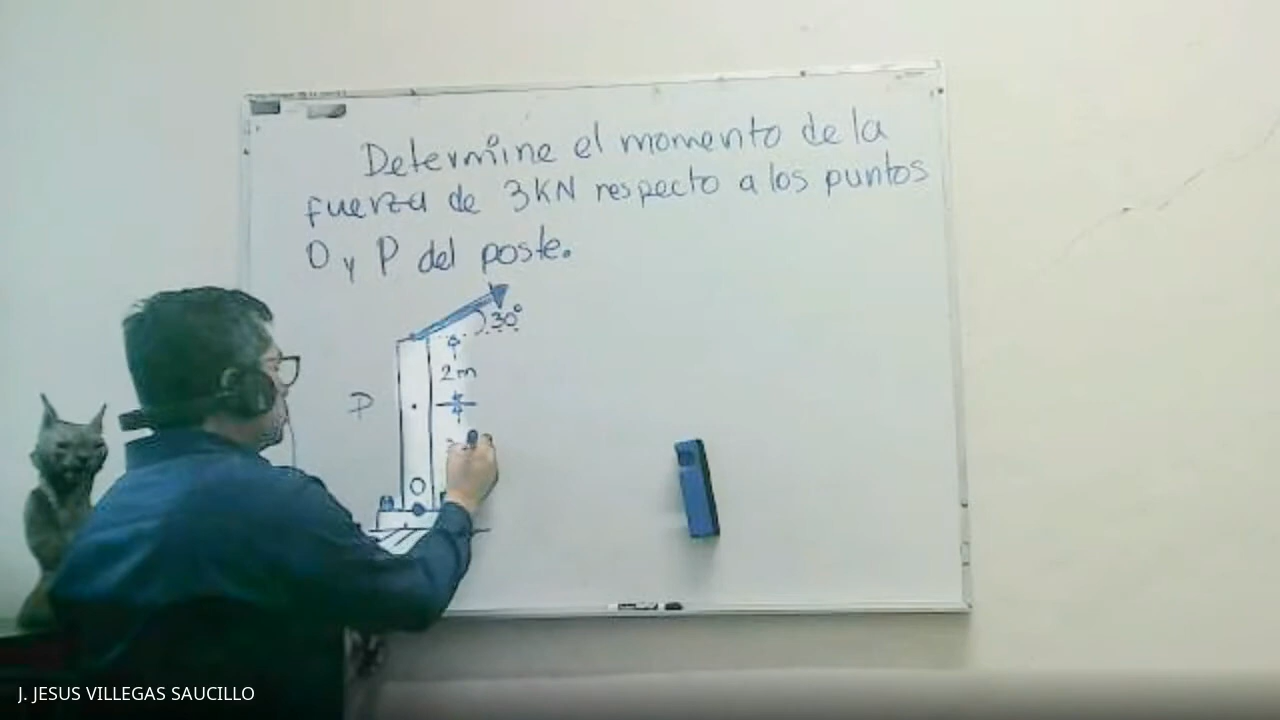 Determine el momento de la
fuerza de 3KN respecto a los puntos
O y P del poste.
30°
2m
P
O
J. JESUS VILLEGAS SAUCILLO